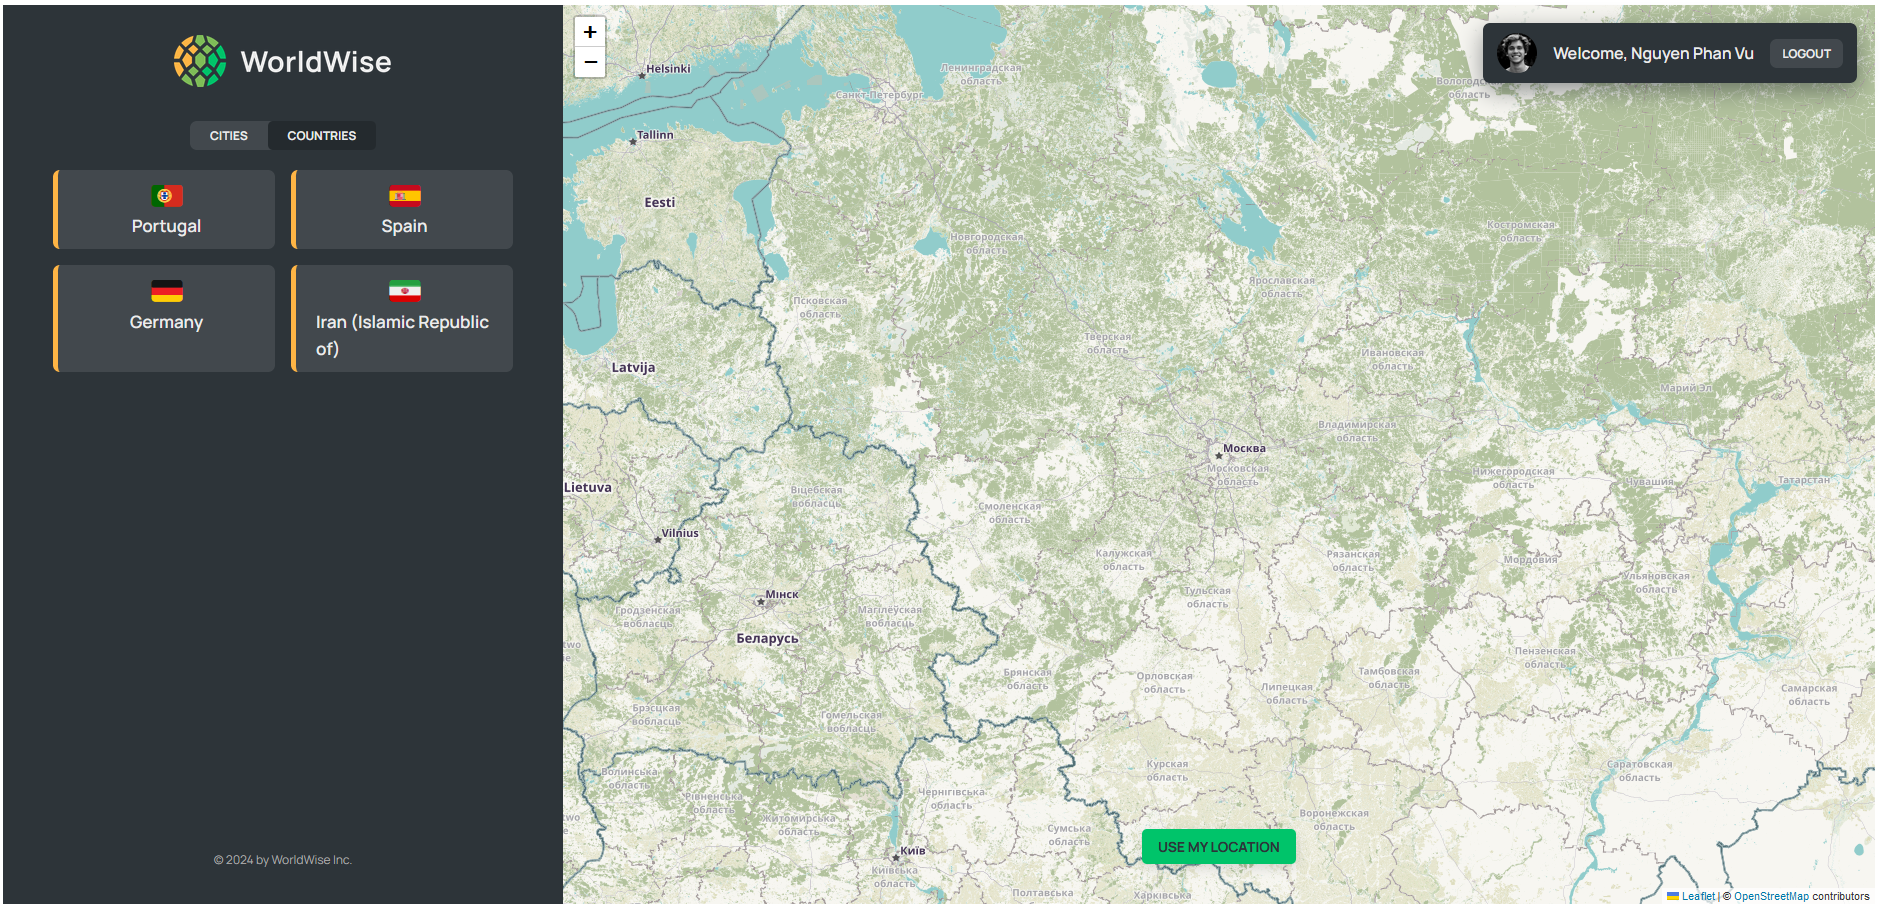 WorldWise
CITIES
COUNTRIES
Portugal
Spain
Germany
Iran (Islamic Republic
of)
© 2024 by WorldWise Inc.
+
−
Welcome, Nguyen Phan Vu
LOGOUT
Helsinki
Ленинградская
область
Санкт-Петербург
Tallinn
Eesti
Новгородская
область
Костромская
область
Псковская
область
Ярославская
область
Тверская
область
Ивановская
область
Latvija
Марий Эл
Владимирская
область
Москва
Московская
область
Нижегородская
область
Чувашия
Татарстан
Lietuva
Віцебская
вобласць
Смоленская
область
Vilnius
Калужская
область
Рязанская
область
Мордовия
Ульяновская
область
Мінск
Тульская
область
Гродзенская
вобласць
Магілёўская
вобласць
Беларусь
Пензенская
область
Брянская
область
Орловская
область
Тамбовская
область
Липецкая
область
Самарская
область
Брэсцкая
вобласць
Гомельская
вобласць
Курская
область
Саратовская
область
Волинська
область
Рівненська
область
Чернігівська
область
Житомирська
область
Сумська
область
Воронежская
область
Київ
Київська
область
USE MY LOCATION
Полтавська
Харківська
Leaflet | © OpenStreetMap contributors